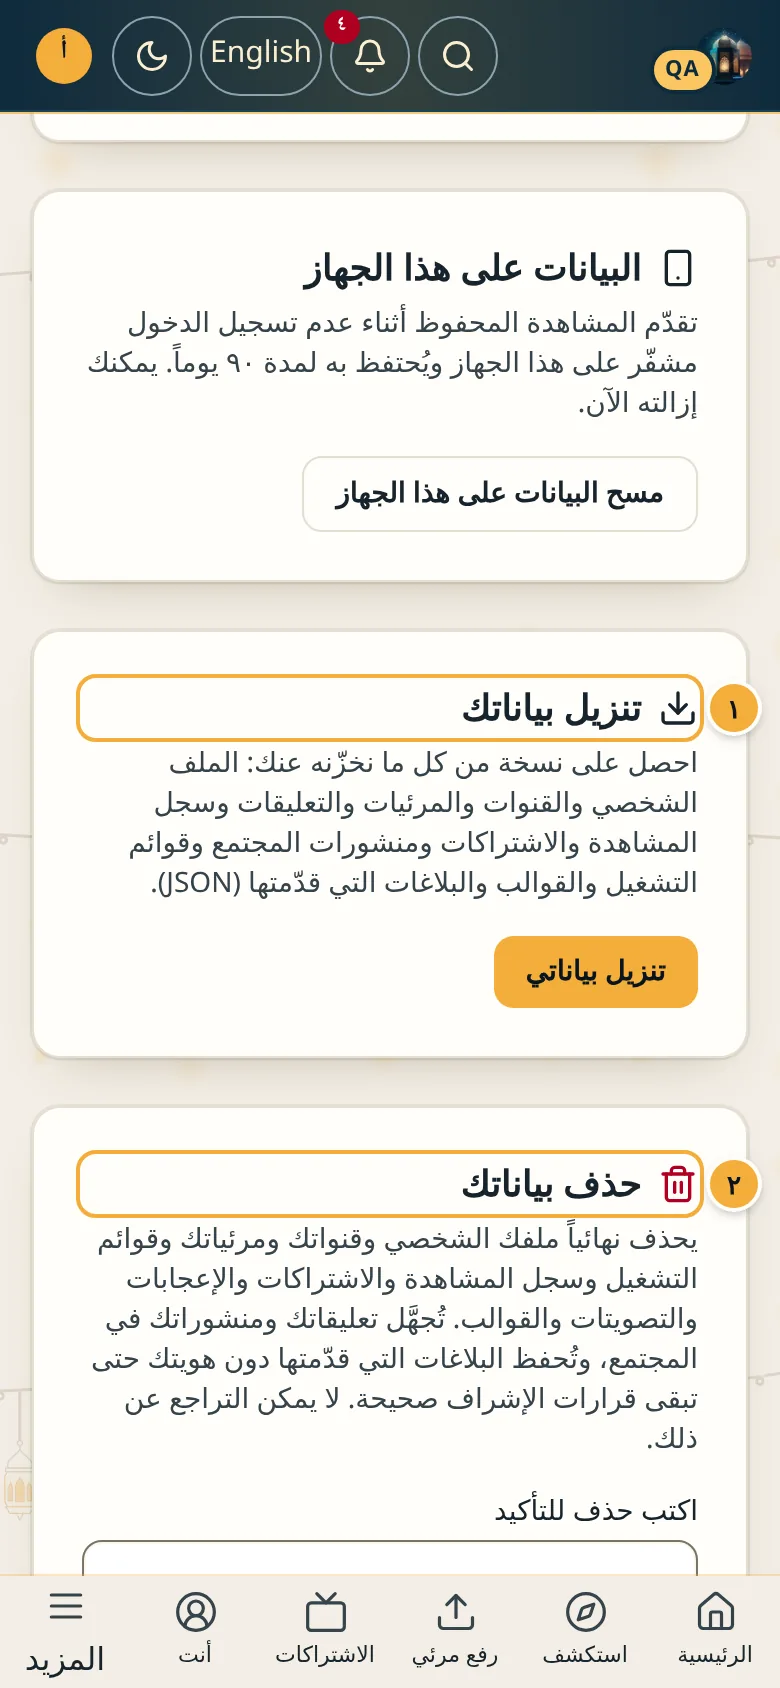 QA
٤
English
أ
البيانات على هذا الجهاز
تقدّم المشاهدة المحفوظ أثناء عدم تسجيل الدخول
مشفّر على هذا الجهاز ويُحتفظ به لمدة ٩٠ يوماً. يمكنك
إزالته الآن.
مسح البيانات على هذا الجهاز
١
تنزيل بياناتك
احصل على نسخة من كل ما نخزّنه عنك: الملف
الشخصي والقنوات والمرئيات والتعليقات وسجل
المشاهدة والاشتراكات ومنشورات المجتمع وقوائم
التشغيل والقوالب والبلاغات التي قدّمتها (JSON).
تنزيل بياناتي
٢
حذف بياناتك
يحذف نهائياً ملفك الشخصي وقنواتك ومرئياتك وقوائم
التشغيل وسجل المشاهدة والاشتراكات والإعجابات
والتصويتات والقوالب. تُجهَّل تعليقاتك ومنشوراتك في
المجتمع، وتُحفظ البلاغات التي قدّمتها دون هويتك حتى
تبقى قرارات الإشراف صحيحة. لا يمكن التراجع عن
ذلك.
اكتب حذف للتأكيد
الرئيسية
استكشف
رفع مرئي
الاشتراكات
أنت
المزيد